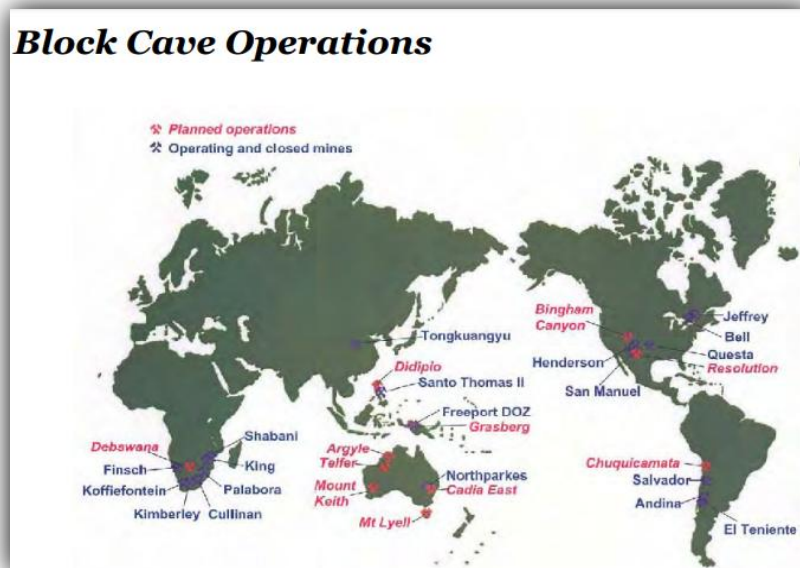 Block Cave Operations
Planned operations
Operating and closed mines
Bingham
Canyon
Jeffrey
Bell
Tongkuangyu
Henderson
Questa
Resolution
Didipio
Santo Thomas II
San Manuel
Freeport DOZ
Grasberg
Debswana
Shabani
Finsch
King
Koffiefontein
Palabora
Kimberley
Cullinan
Argyle
Telfer
Mount
Keith
Northparkes
Cadia East
Mt Lyell
Chuquicamata
Salvador
Andina
El Teniente